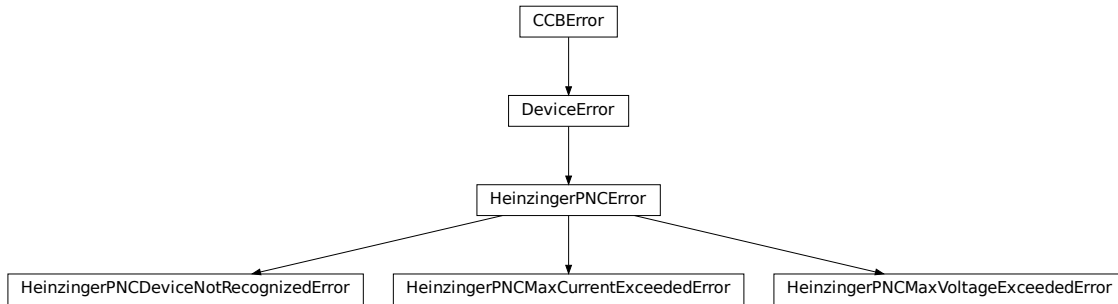 CCBError
DeviceError
HeinzingerPNCError
HeinzingerPNCDeviceNotRecognizedError
HeinzingerPNCMaxCurrentExceededError
HeinzingerPNCMaxVoltageExceededError